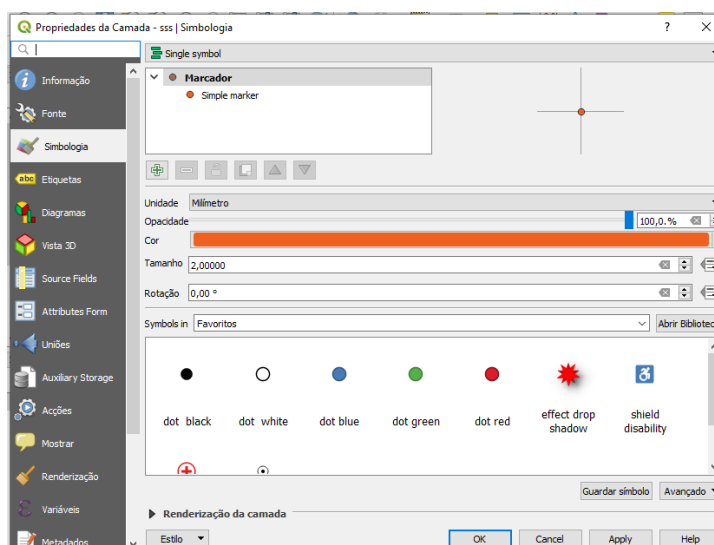 Propriedades da Camada - sss | Simbologia
Single symbol
Informação
Fonte
Simbologia
abc Etiquetas
Diagramas
Vista 3D
Source Fields
Attributes Form
Uniões
Auxiliary Storage
Acções
Mostrar
Renderização
Variáveis
Metadados
Marcador
Simple marker
Unidade Milímetro
Opacidade 100,0.%
Cor
Tamanho 2,00000
Rotação 0,00 °
Symbols in Favoritos Abrir Bibliotec
dot black dot white dot blue dot green dot red effect drop shadow shield disability
Guardar símbolo Avançado
Renderização da camada
Estilo OK Cancel Apply Help